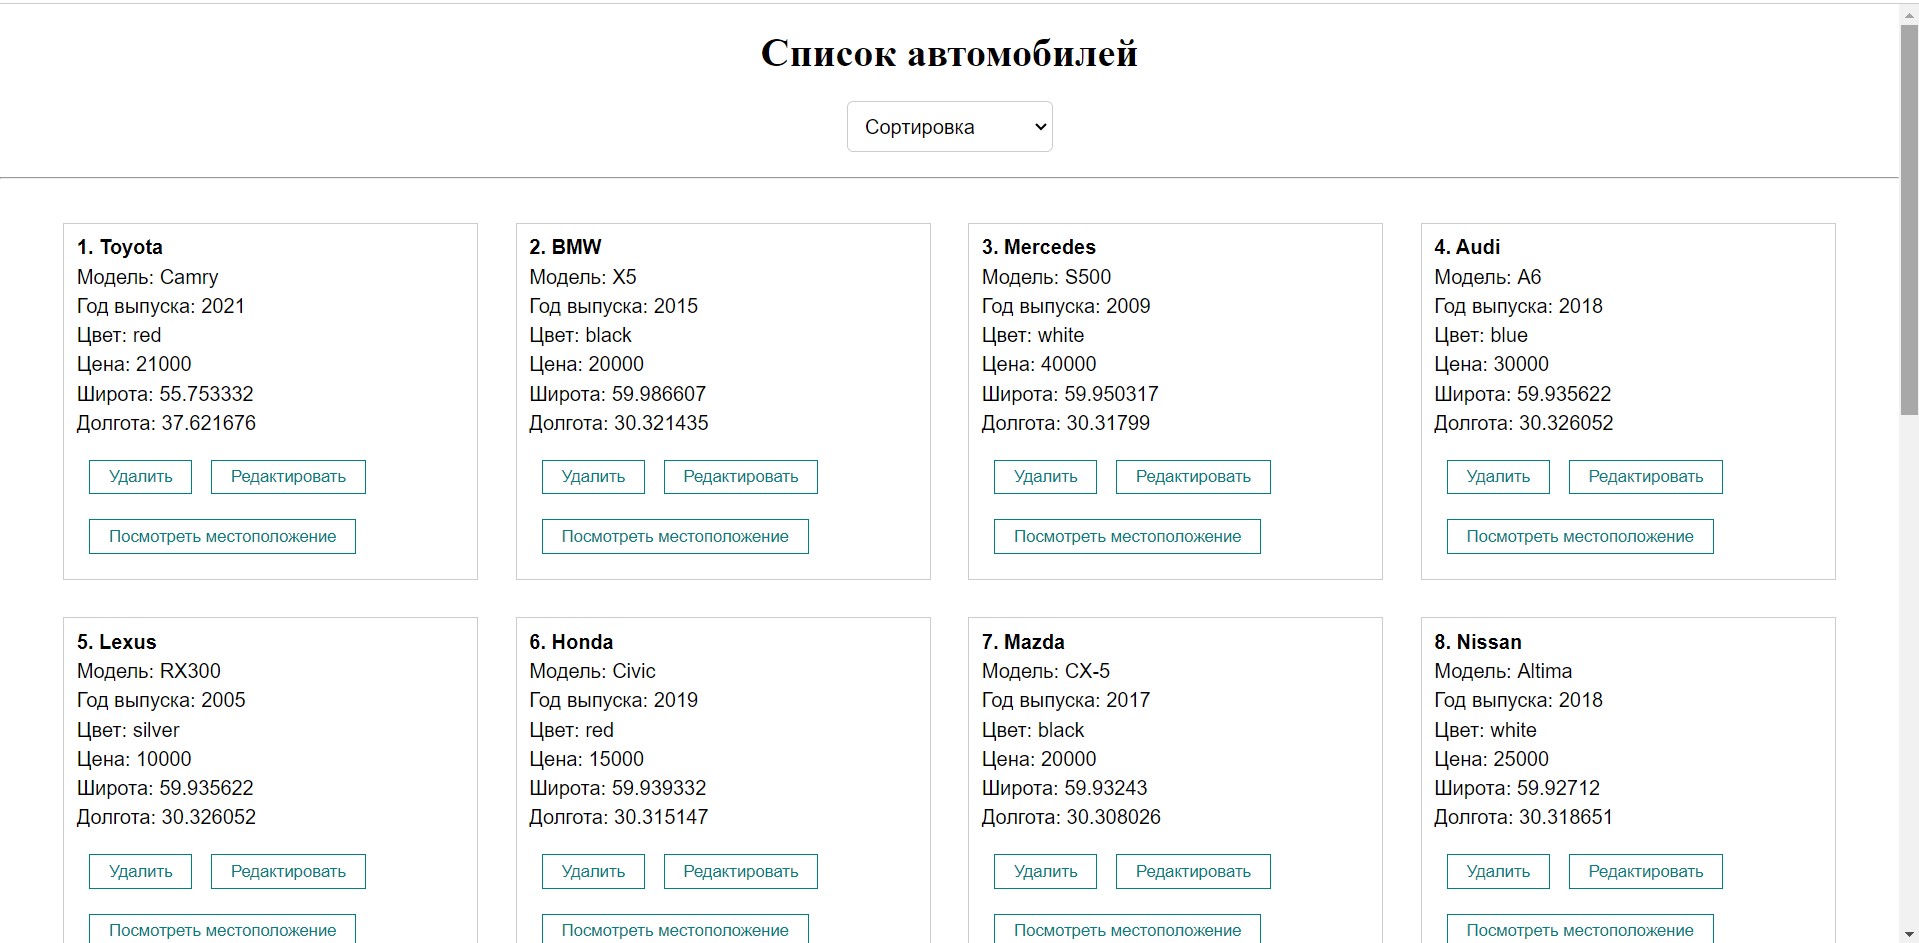 Список автомобилей
Сортировка
1. Toyota
Модель: Camry
Год выпуска: 2021
Цвет: red
Цена: 21000
Широта: 55.753332
Долгота: 37.621676
Удалить
Редактировать
Посмотреть местоположение
2. BMW
Модель: X5
Год выпуска: 2015
Цвет: black
Цена: 20000
Широта: 59.986607
Долгота: 30.321435
Удалить
Редактировать
Посмотреть местоположение
3. Mercedes
Модель: S500
Год выпуска: 2009
Цвет: white
Цена: 40000
Широта: 59.950317
Долгота: 30.31799
Удалить
Редактировать
Посмотреть местоположение
4. Audi
Модель: A6
Год выпуска: 2018
Цвет: blue
Цена: 30000
Широта: 59.935622
Долгота: 30.326052
Удалить
Редактировать
Посмотреть местоположение
5. Lexus
Модель: RX300
Год выпуска: 2005
Цвет: silver
Цена: 10000
Широта: 59.935622
Долгота: 30.326052
Удалить
Редактировать
Посмотреть местоположение
6. Honda
Модель: Civic
Год выпуска: 2019
Цвет: red
Цена: 15000
Широта: 59.939332
Долгота: 30.315147
Удалить
Редактировать
Посмотреть местоположение
7. Mazda
Модель: CX-5
Год выпуска: 2017
Цвет: black
Цена: 20000
Широта: 59.93243
Долгота: 30.308026
Удалить
Редактировать
Посмотреть местоположение
8. Nissan
Модель: Altima
Год выпуска: 2018
Цвет: white
Цена: 25000
Широта: 59.92712
Долгота: 30.318651
Удалить
Редактировать
Посмотреть местоположение